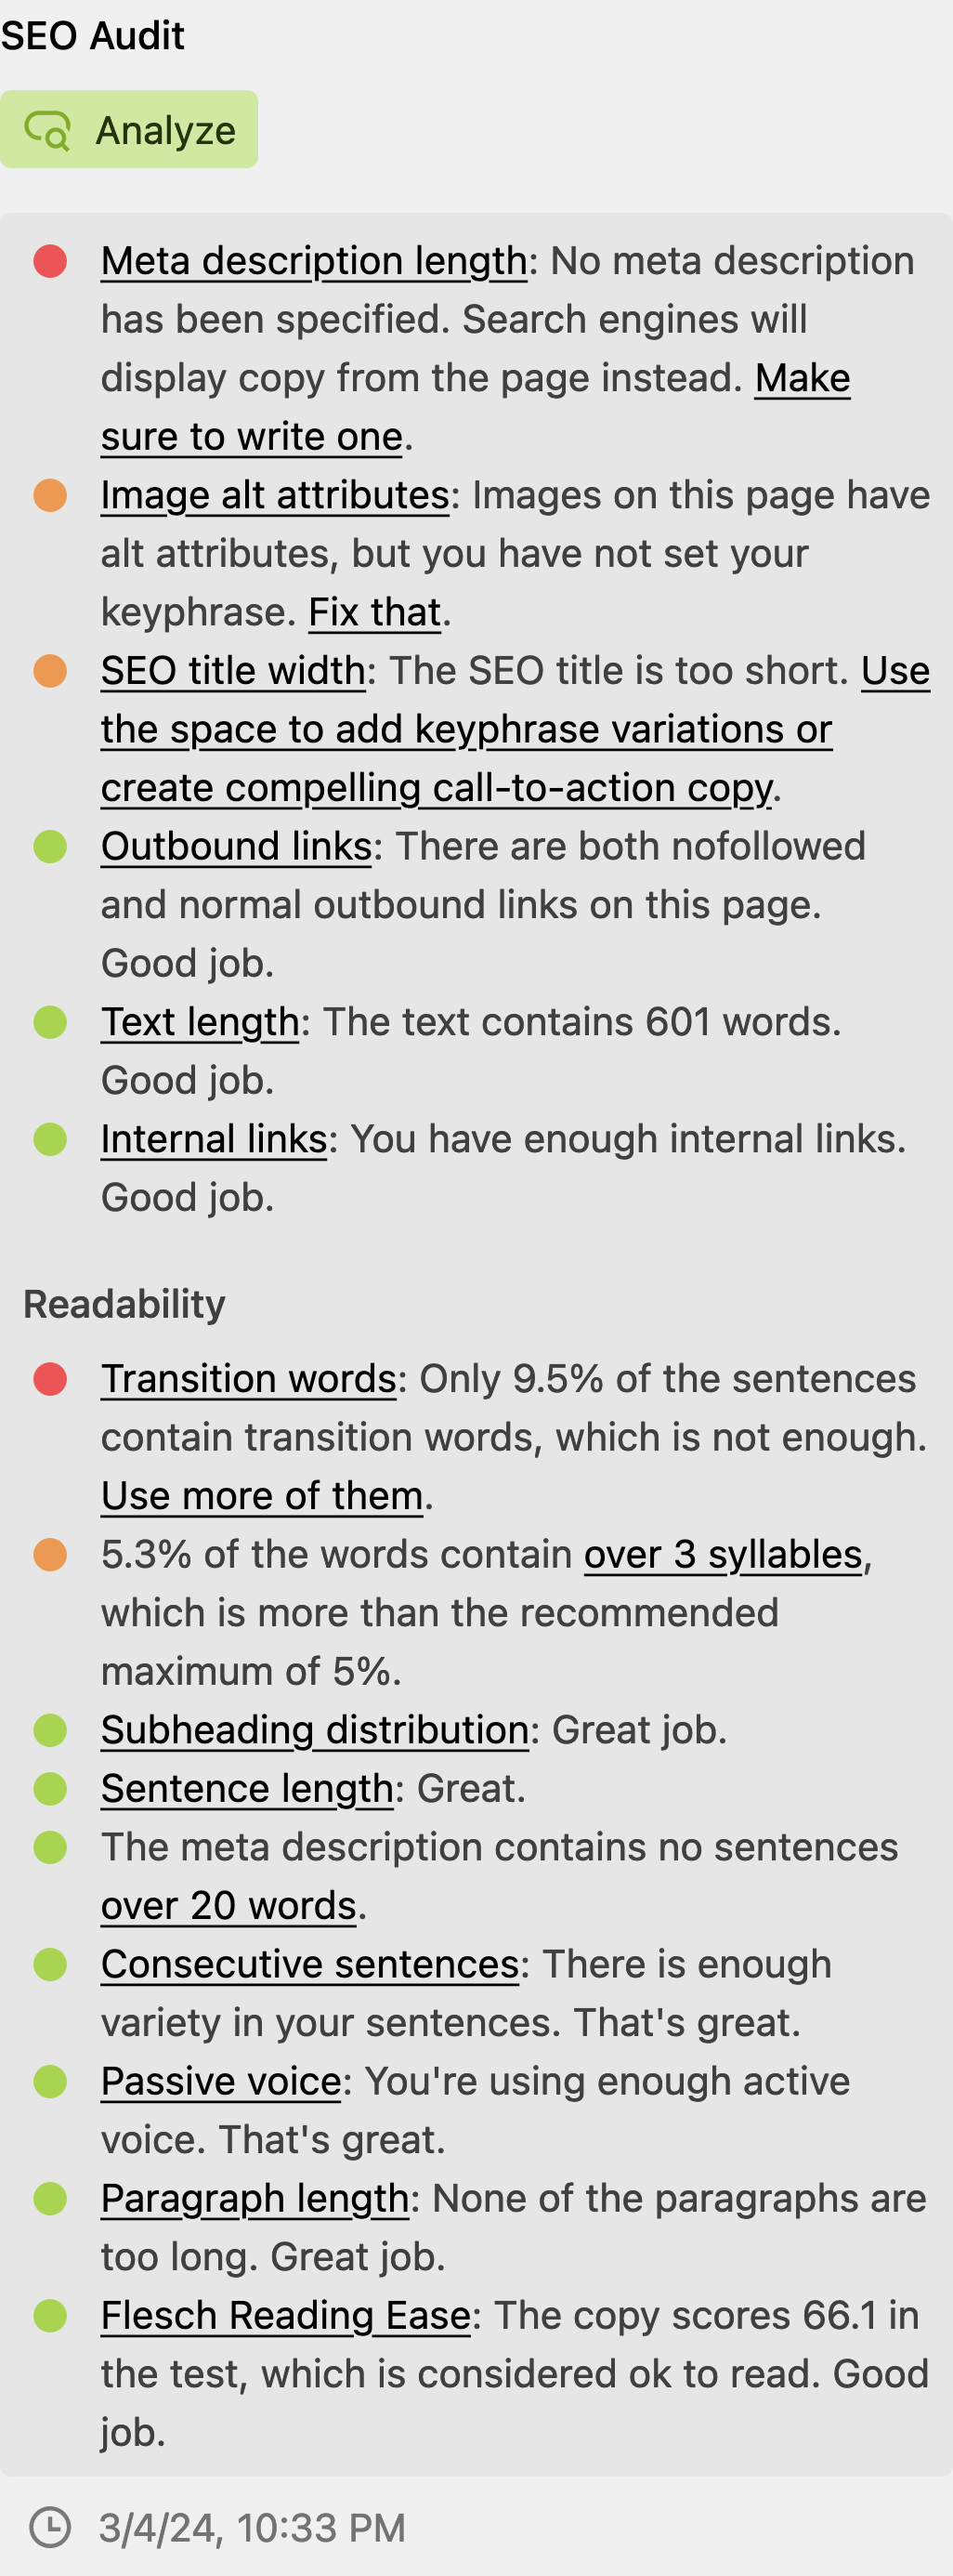 SEO Audit
Analyze
Meta description length: No meta description
has been specified. Search engines will
display copy from the page instead. Make
sure to write one.
Image alt attributes: Images on this page have
alt attributes, but you have not set your
keyphrase. Fix that.
SEO title width: The SEO title is too short. Use
the space to add keyphrase variations or
create compelling call-to-action copy.
Outbound links: There are both nofollowed
and normal outbound links on this page.
Good job.
Text length: The text contains 601 words.
Good job.
Internal links: You have enough internal links.
Good job.
Readability
Transition words: Only 9.5% of the sentences
contain transition words, which is not enough.
Use more of them.
5.3% of the words contain over 3 syllables,
which is more than the recommended
maximum of 5%.
Subheading distribution: Great job.
Sentence length: Great.
The meta description contains no sentences
over 20 words.
Consecutive sentences: There is enough
variety in your sentences. That's great.
Passive voice: You're using enough active
voice. That's great.
Paragraph length: None of the paragraphs are
too long. Great job.
Flesch Reading Ease: The copy scores 66.1 in
the test, which is considered ok to read. Good
job.
3/4/24, 10:33 PM